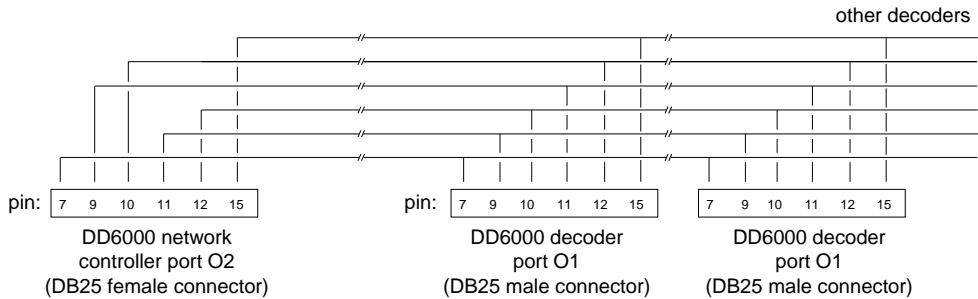 other decoders
pin: 7 9 10 11 12 15
pin: 7 9 10 11 12 15
7 9 10 11 12 15
DD6000 network
controller port O2
(DB25 female connector)
DD6000 decoder
port O1
(DB25 male connector)
DD6000 decoder
port O1
(DB25 male connector)